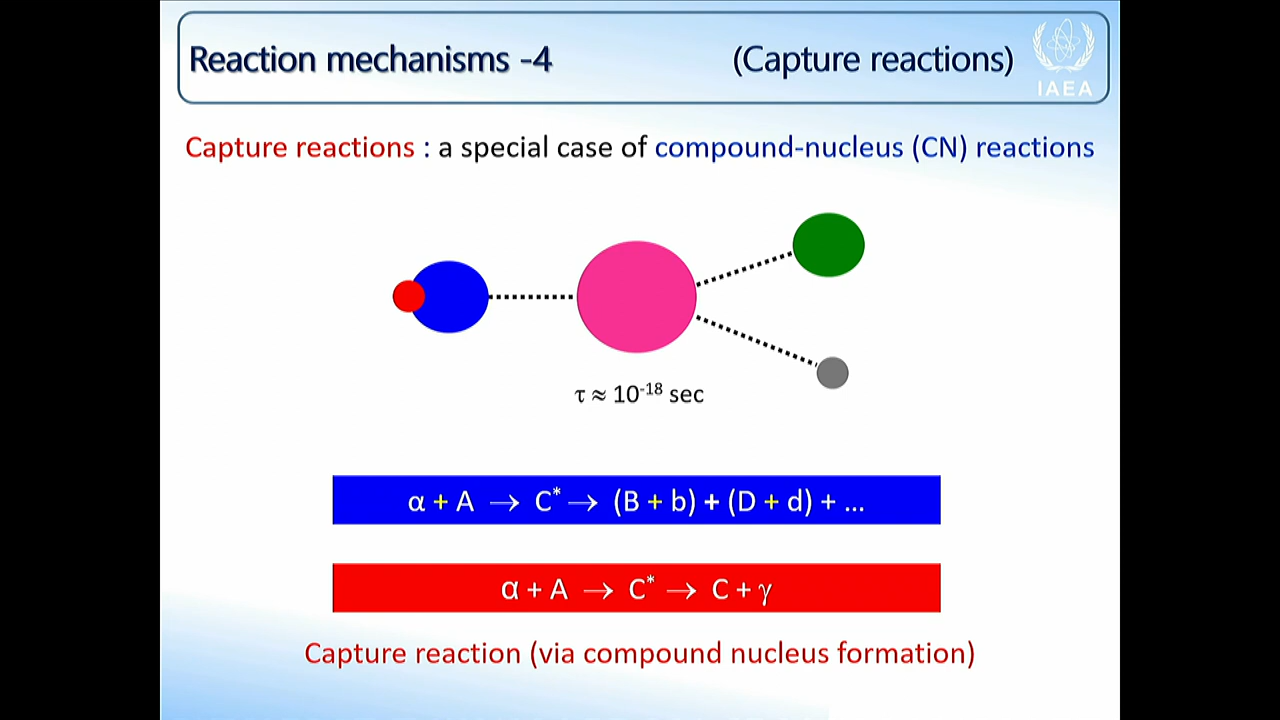 Reaction mechanisms -4 (Capture reactions)
IAEA
Capture reactions : a special case of compound-nucleus (CN) reactions
τ ≈ 10⁻¹⁸ sec
α + A → C* → (B + b) + (D + d) + ...
α + A → C* → C + γ
Capture reaction (via compound nucleus formation)